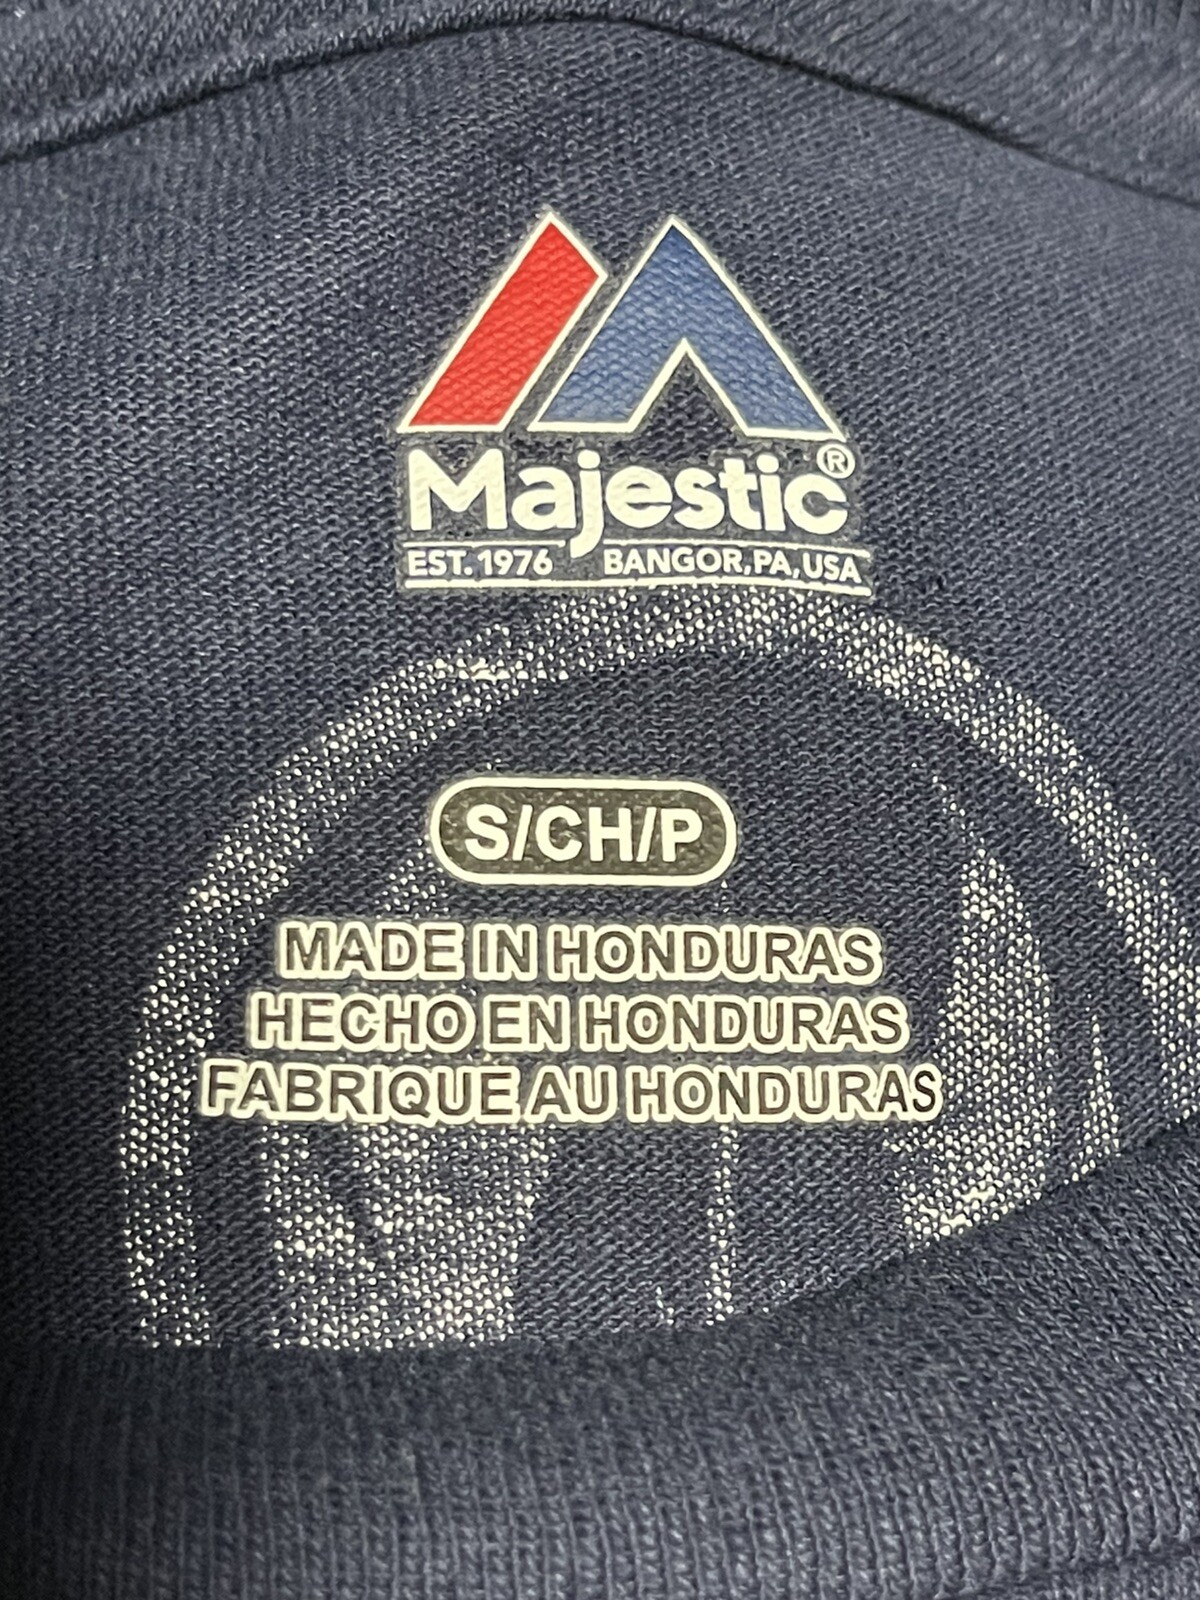 Majestic®
EST. 1976 BANGOR, PA, USA
S/CH/P
MADE IN HONDURAS
HECHO EN HONDURAS
FABRIQUE AU HONDURAS